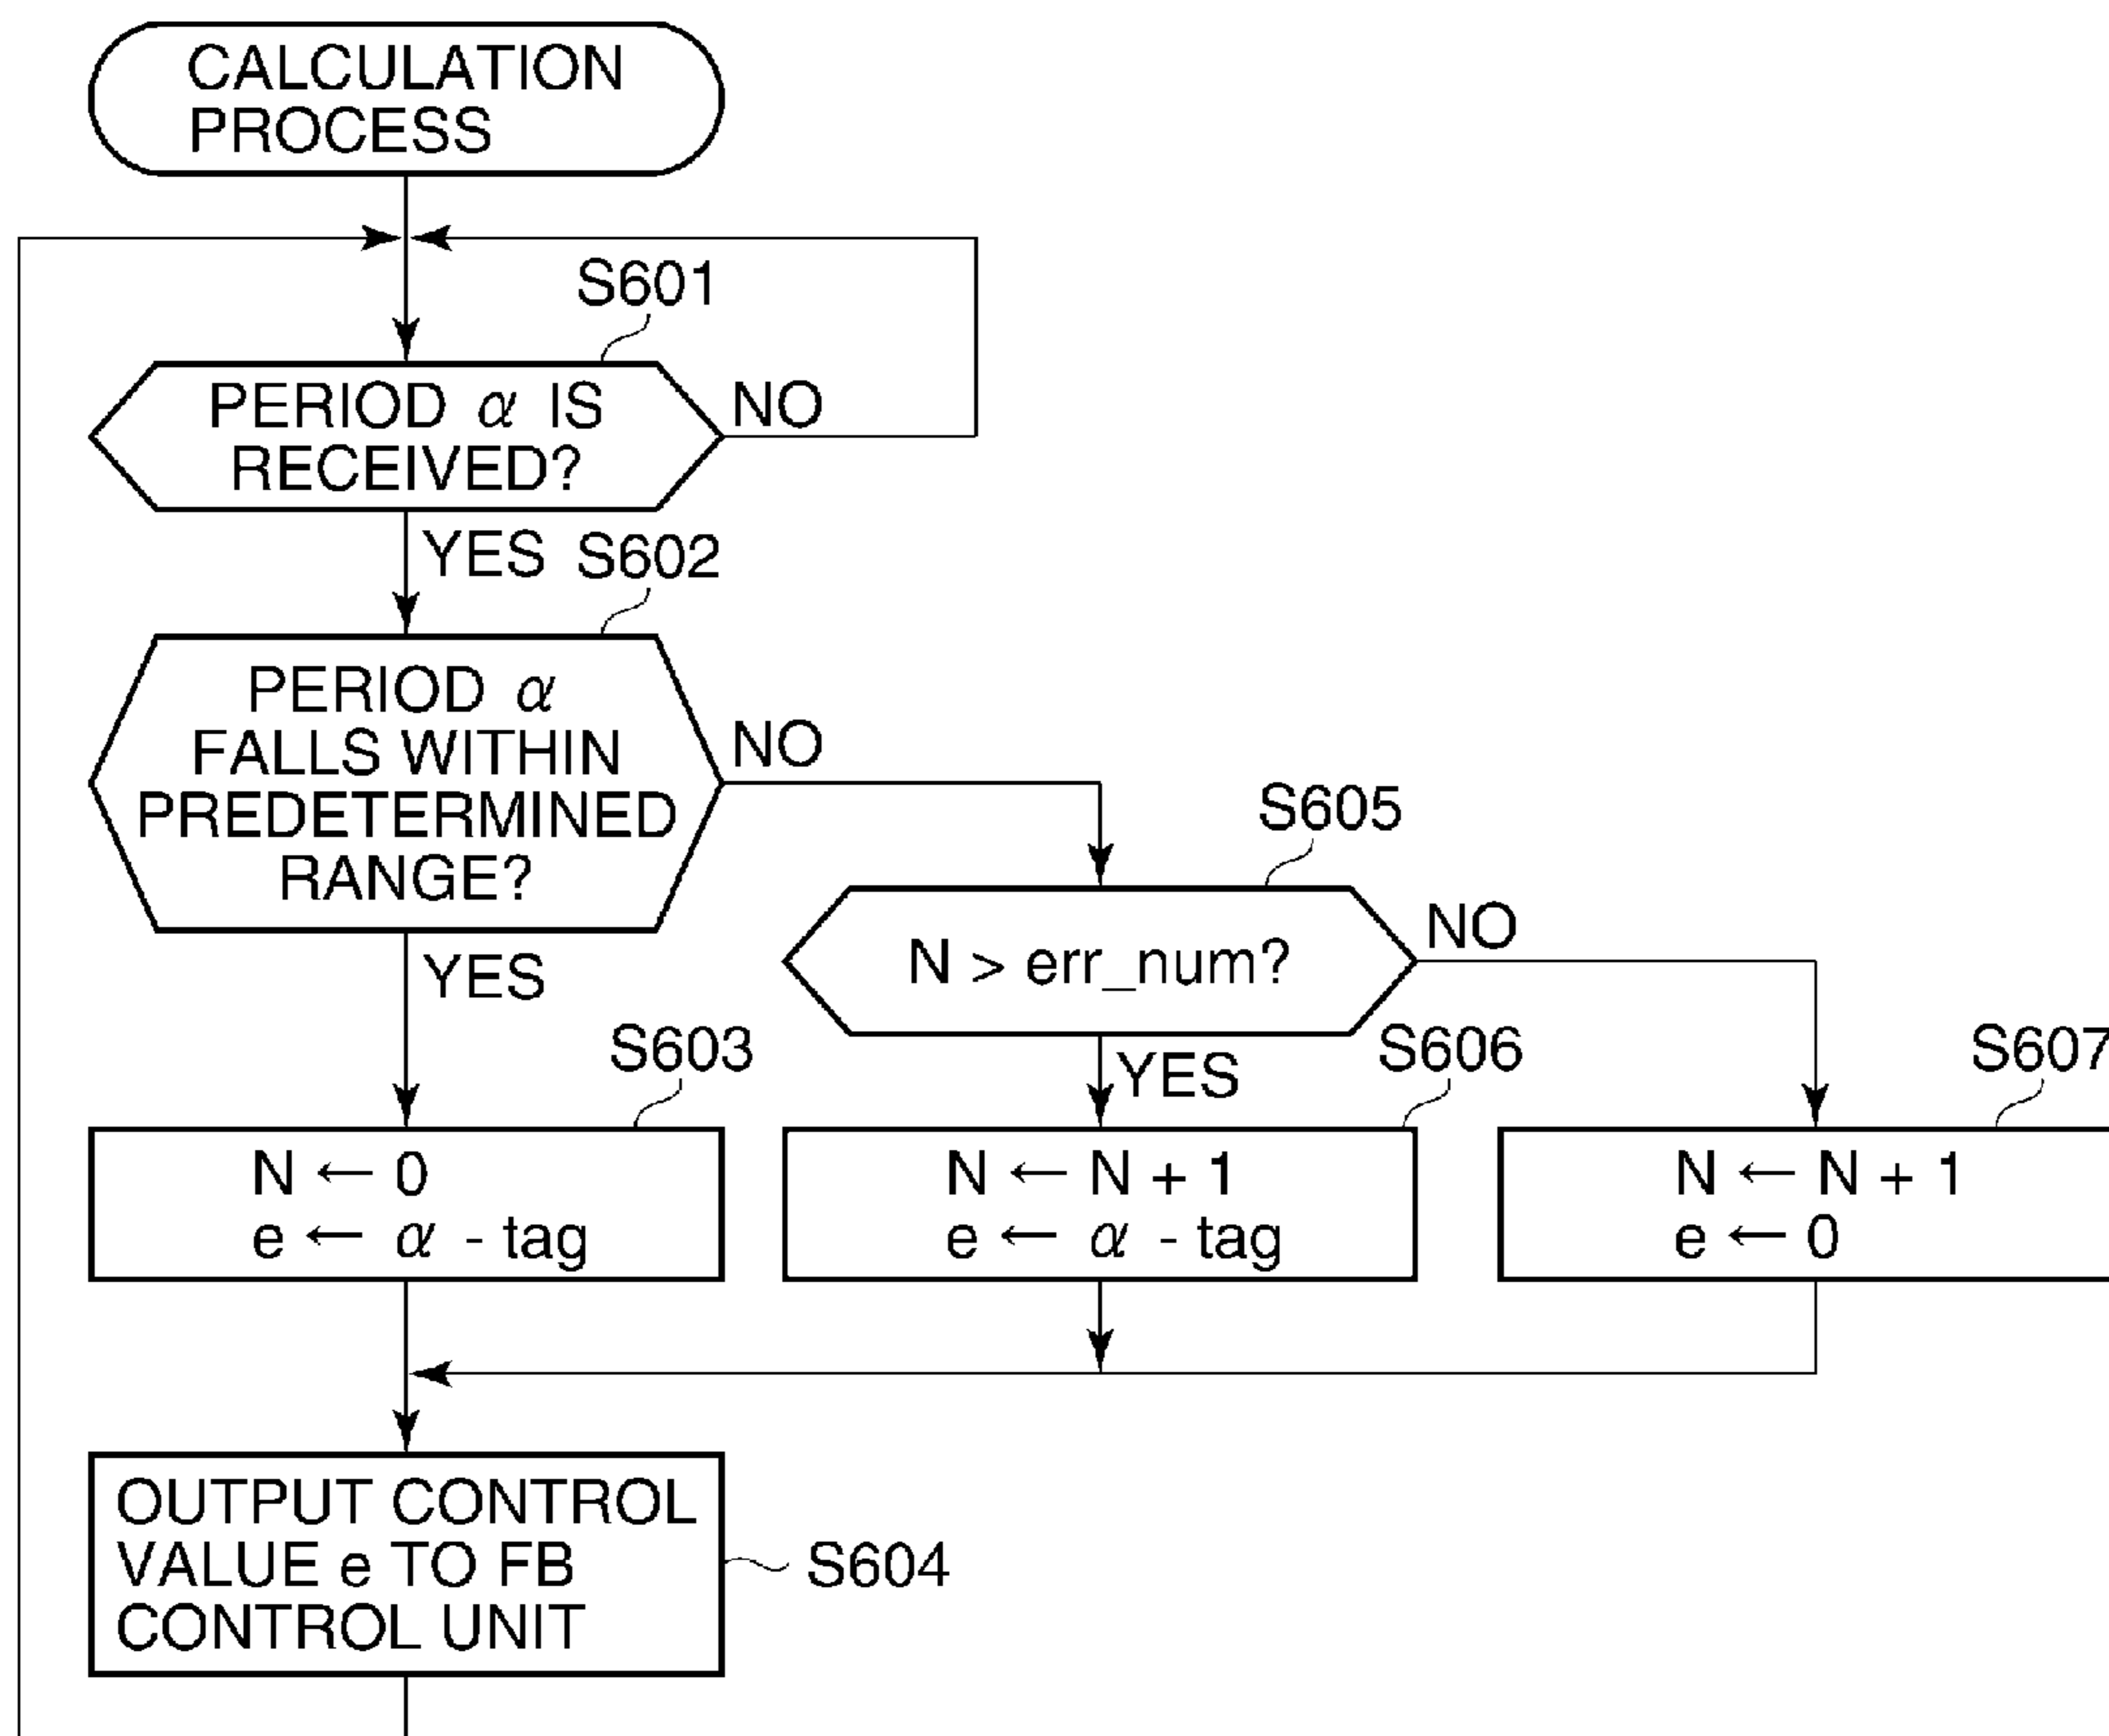 CALCULATION
PROCESS
S601
PERIOD α IS
RECEIVED?
NO
YES
S602
PERIOD α
FALLS WITHIN
PREDETERMINED
RANGE?
NO
YES
S605
N > err_num?
NO
YES
S603
N ← 0
e ← α - tag
S606
N ← N + 1
e ← α - tag
S607
N ← N + 1
e ← 0
OUTPUT CONTROL
VALUE e TO FB
CONTROL UNIT
S604